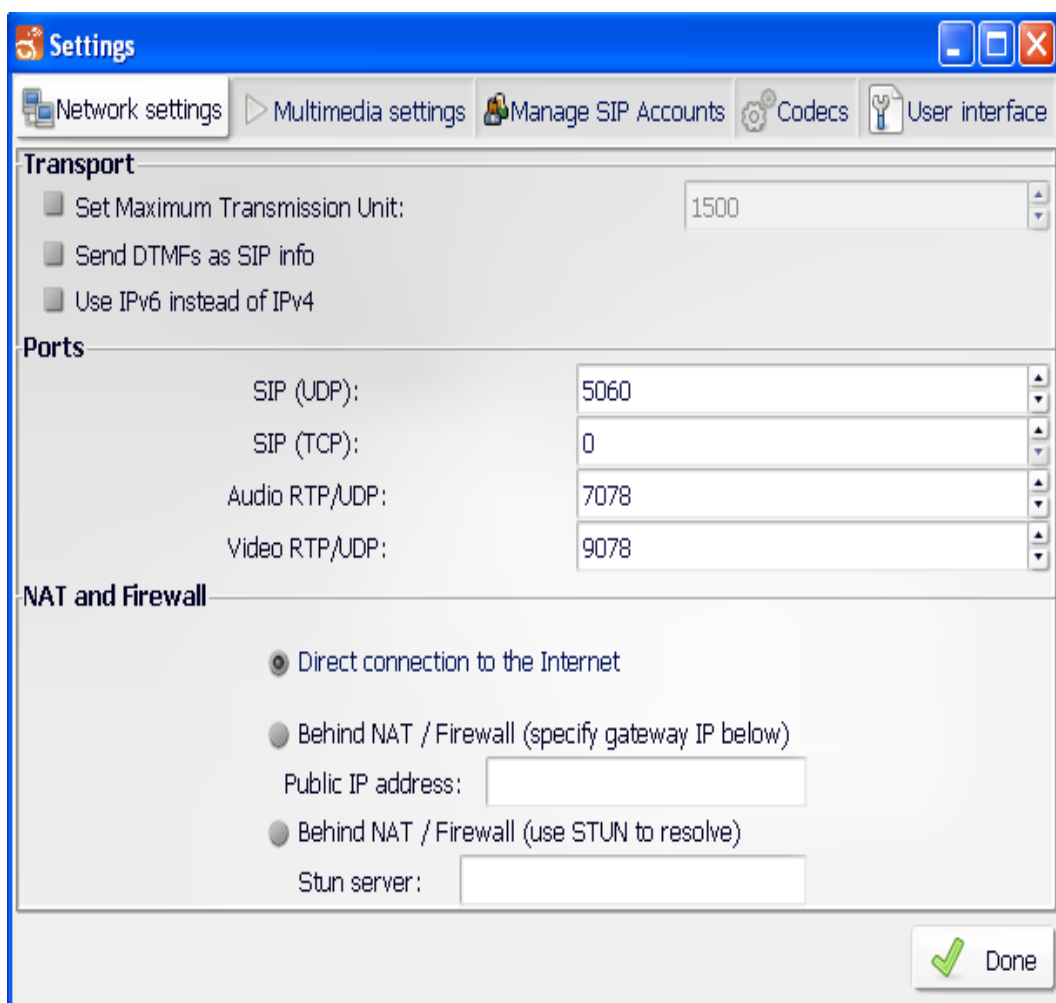 Settings
Network settings Multimedia settings Manage SIP Accounts Codecs User interface
Transport
Set Maximum Transmission Unit: 1500
Send DTMFs as SIP info
Use IPv6 instead of IPv4
Ports
SIP (UDP): 5060
SIP (TCP): 0
Audio RTP/UDP: 7078
Video RTP/UDP: 9078
NAT and Firewall
Direct connection to the Internet
Behind NAT / Firewall (specify gateway IP below)
Public IP address:
Behind NAT / Firewall (use STUN to resolve)
Stun server:
Done